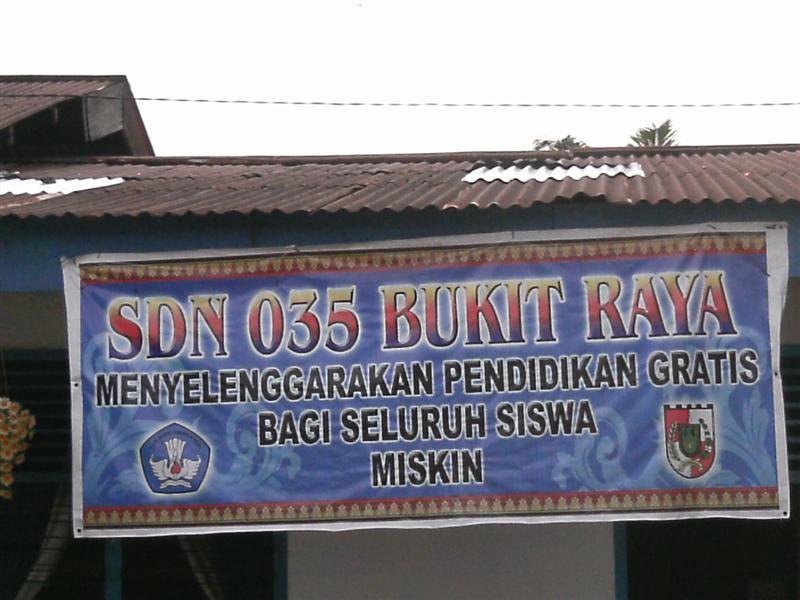 SDN 035 BUKIT RAYA
MENYELENGGARAKAN PENDIDIKAN GRATIS
BAGI SELURUH SISWA
MISKIN